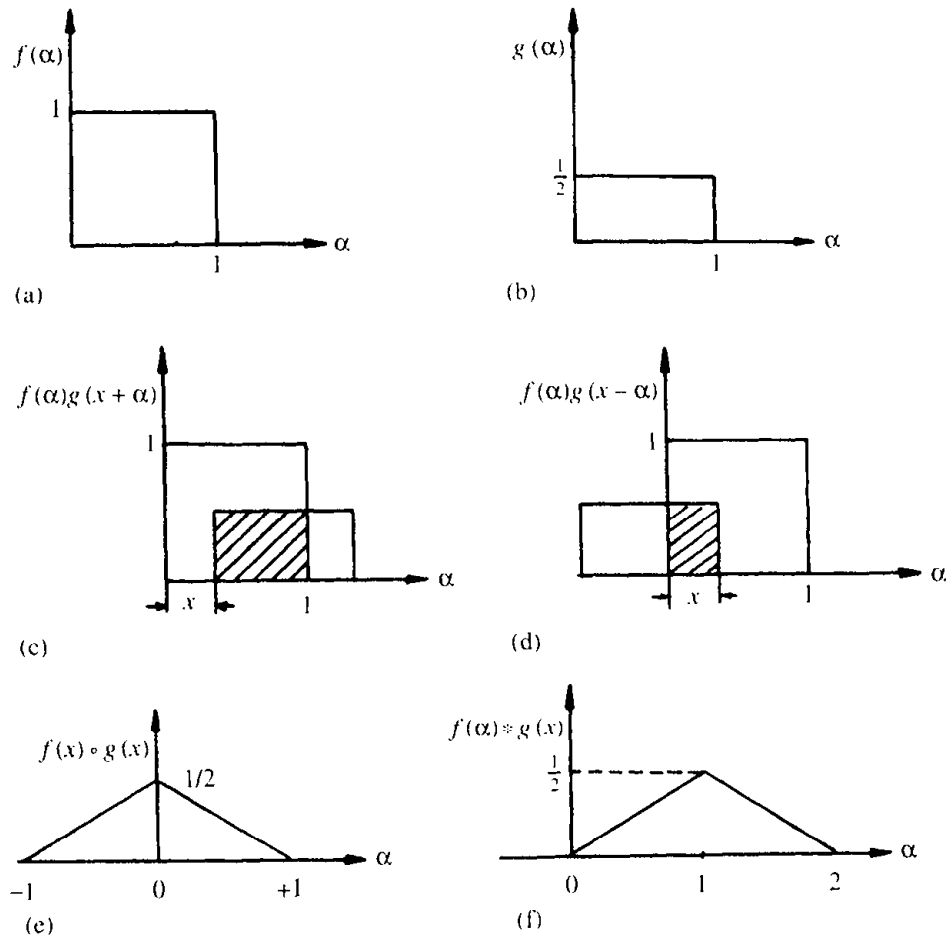 f(α)
1
1
α
(a)
g(α)
1/2
1
α
(b)
f(α)g(x + α)
1
x
1
α
(c)
f(α)g(x − α)
1
x
1
α
(d)
f(x) ∘ g(x)
1/2
−1
0
+1
α
(e)
f(α) * g(x)
1/2
0
1
2
α
(f)